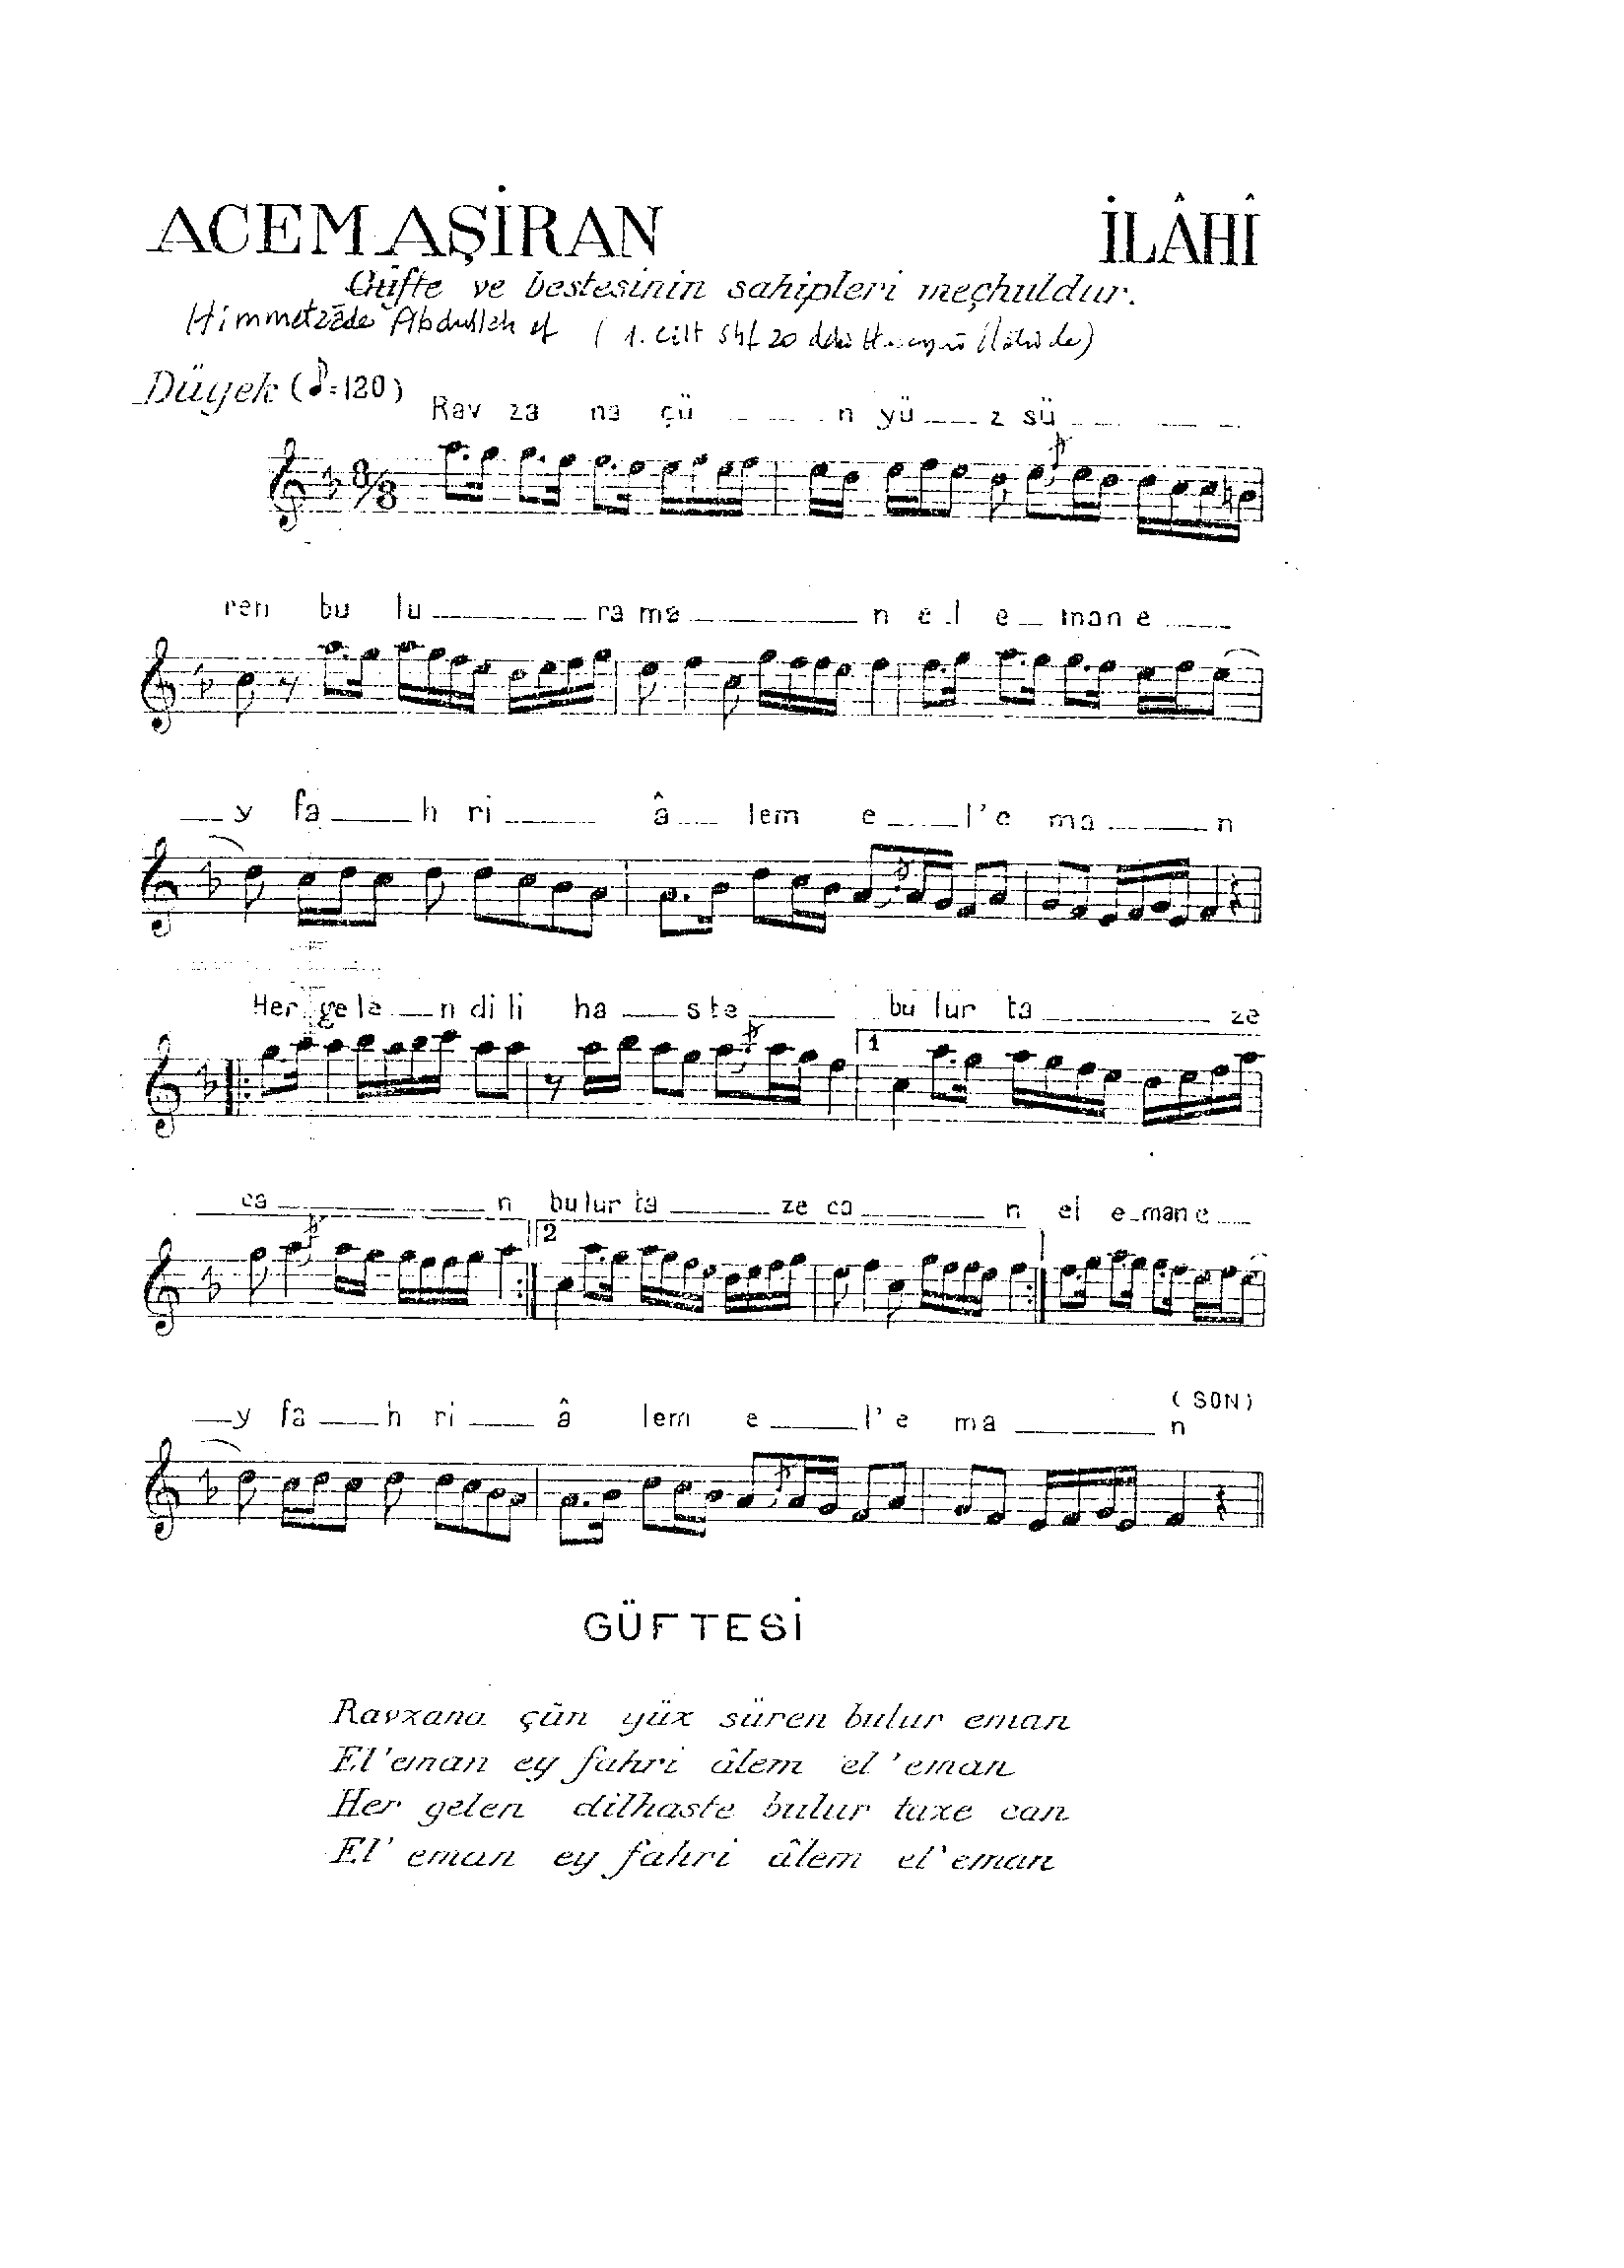 ACEM AŞİRAN İLÂHÎ
Güfte ve bestesinin sahipleri meçhuldur.
Himmetzâde Abdullah ef ( 1. Cilt Shf 20 deki
Düyek (♪=120)
Rav za na çü n yü z sü
8/8
ren bu lu ra ma n e l e man e
y fa h ri â lem e l'e ma n
Her ge le n di li ha s te bu lur ta ze
1
ca n bu lur ta ze ca n el e man e
2
(SON)
y fa h ri â lem e l'e ma n
GÜFTESİ
Ravzana çün yüz süren bulur eman
El'eman ey fahri âlem el'eman
Her gelen dilhaste bulur taze can
El' eman ey fahri âlem el'eman